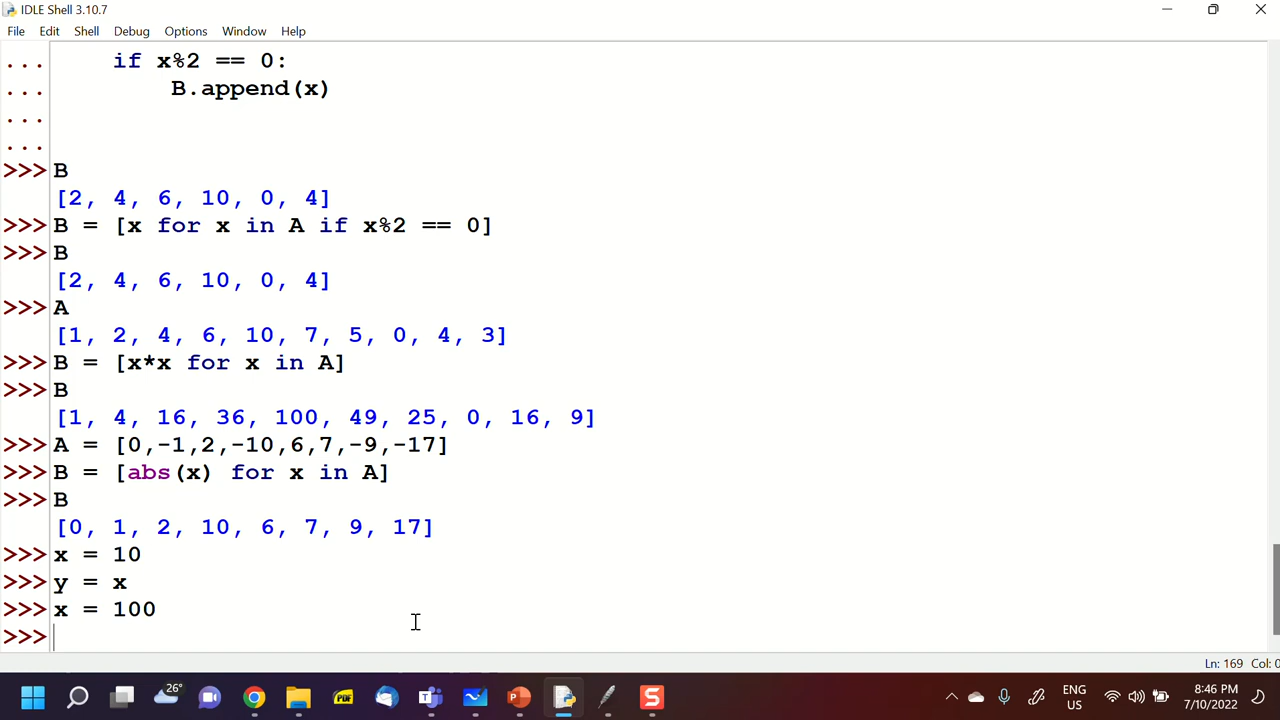 IDLE Shell 3.10.7
File Edit Shell Debug Options Window Help
... if x%2 == 0:
... B.append(x)
...
...
>>> B
[2, 4, 6, 10, 0, 4]
>>> B = [x for x in A if x%2 == 0]
>>> B
[2, 4, 6, 10, 0, 4]
>>> A
[1, 2, 4, 6, 10, 7, 5, 0, 4, 3]
>>> B = [x*x for x in A]
>>> B
[1, 4, 16, 36, 100, 49, 25, 0, 16, 9]
>>> A = [0,-1,2,-10,6,7,-9,-17]
>>> B = [abs(x) for x in A]
>>> B
[0, 1, 2, 10, 6, 7, 9, 17]
>>> x = 10
>>> y = x
>>> x = 100
>>>
Ln: 169 Col: 0
26°
PDF
ENG
US
8:46 PM
7/10/2022